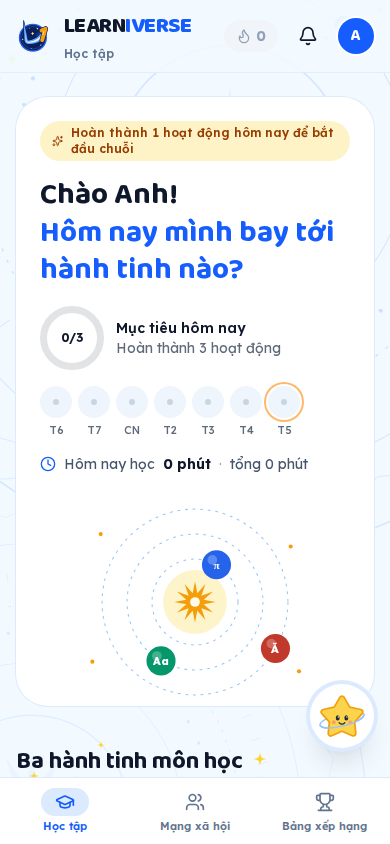 LEARNIVERSE
Học tập
0
A
Hoàn thành 1 hoạt động hôm nay để bắt
đầu chuỗi
Chào Anh!
Hôm nay mình bay tới
hành tinh nào?
0/3
Mục tiêu hôm nay
Hoàn thành 3 hoạt động
T6 T7 CN T2 T3 T4 T5
Hôm nay học 0 phút · tổng 0 phút
π
Aa
Ă
Ba hành tinh môn học
Học tập Mạng xã hội Bảng xếp hạng